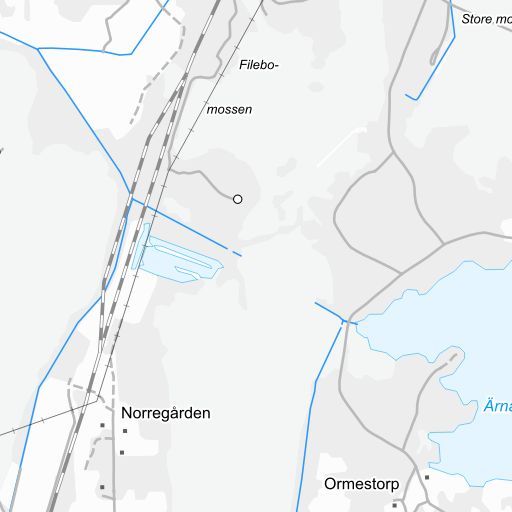 Store mo
Filebo-
mossen
Ärna
Norregården
Ormestorp